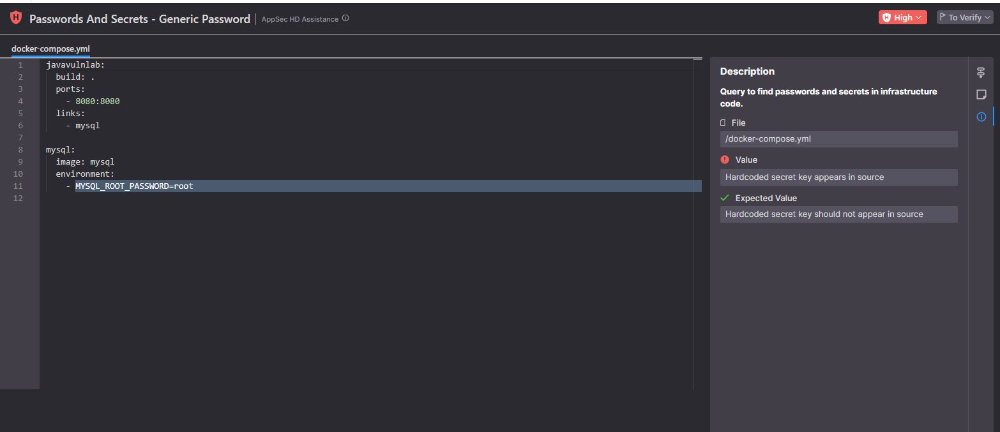 Passwords And Secrets - Generic Password
AppSec HD Assistance
High
To Verify
docker-compose.yml
1 javavulnlab:
2 build: .
3 ports:
4 - 8080:8080
5 links:
6 - mysql
7
8 mysql:
9 image: mysql
10 environment:
11 - MYSQL_ROOT_PASSWORD=root
12
Description
Query to find passwords and secrets in infrastructure
code.
File
/docker-compose.yml
Value
Hardcoded secret key appears in source
Expected Value
Hardcoded secret key should not appear in source